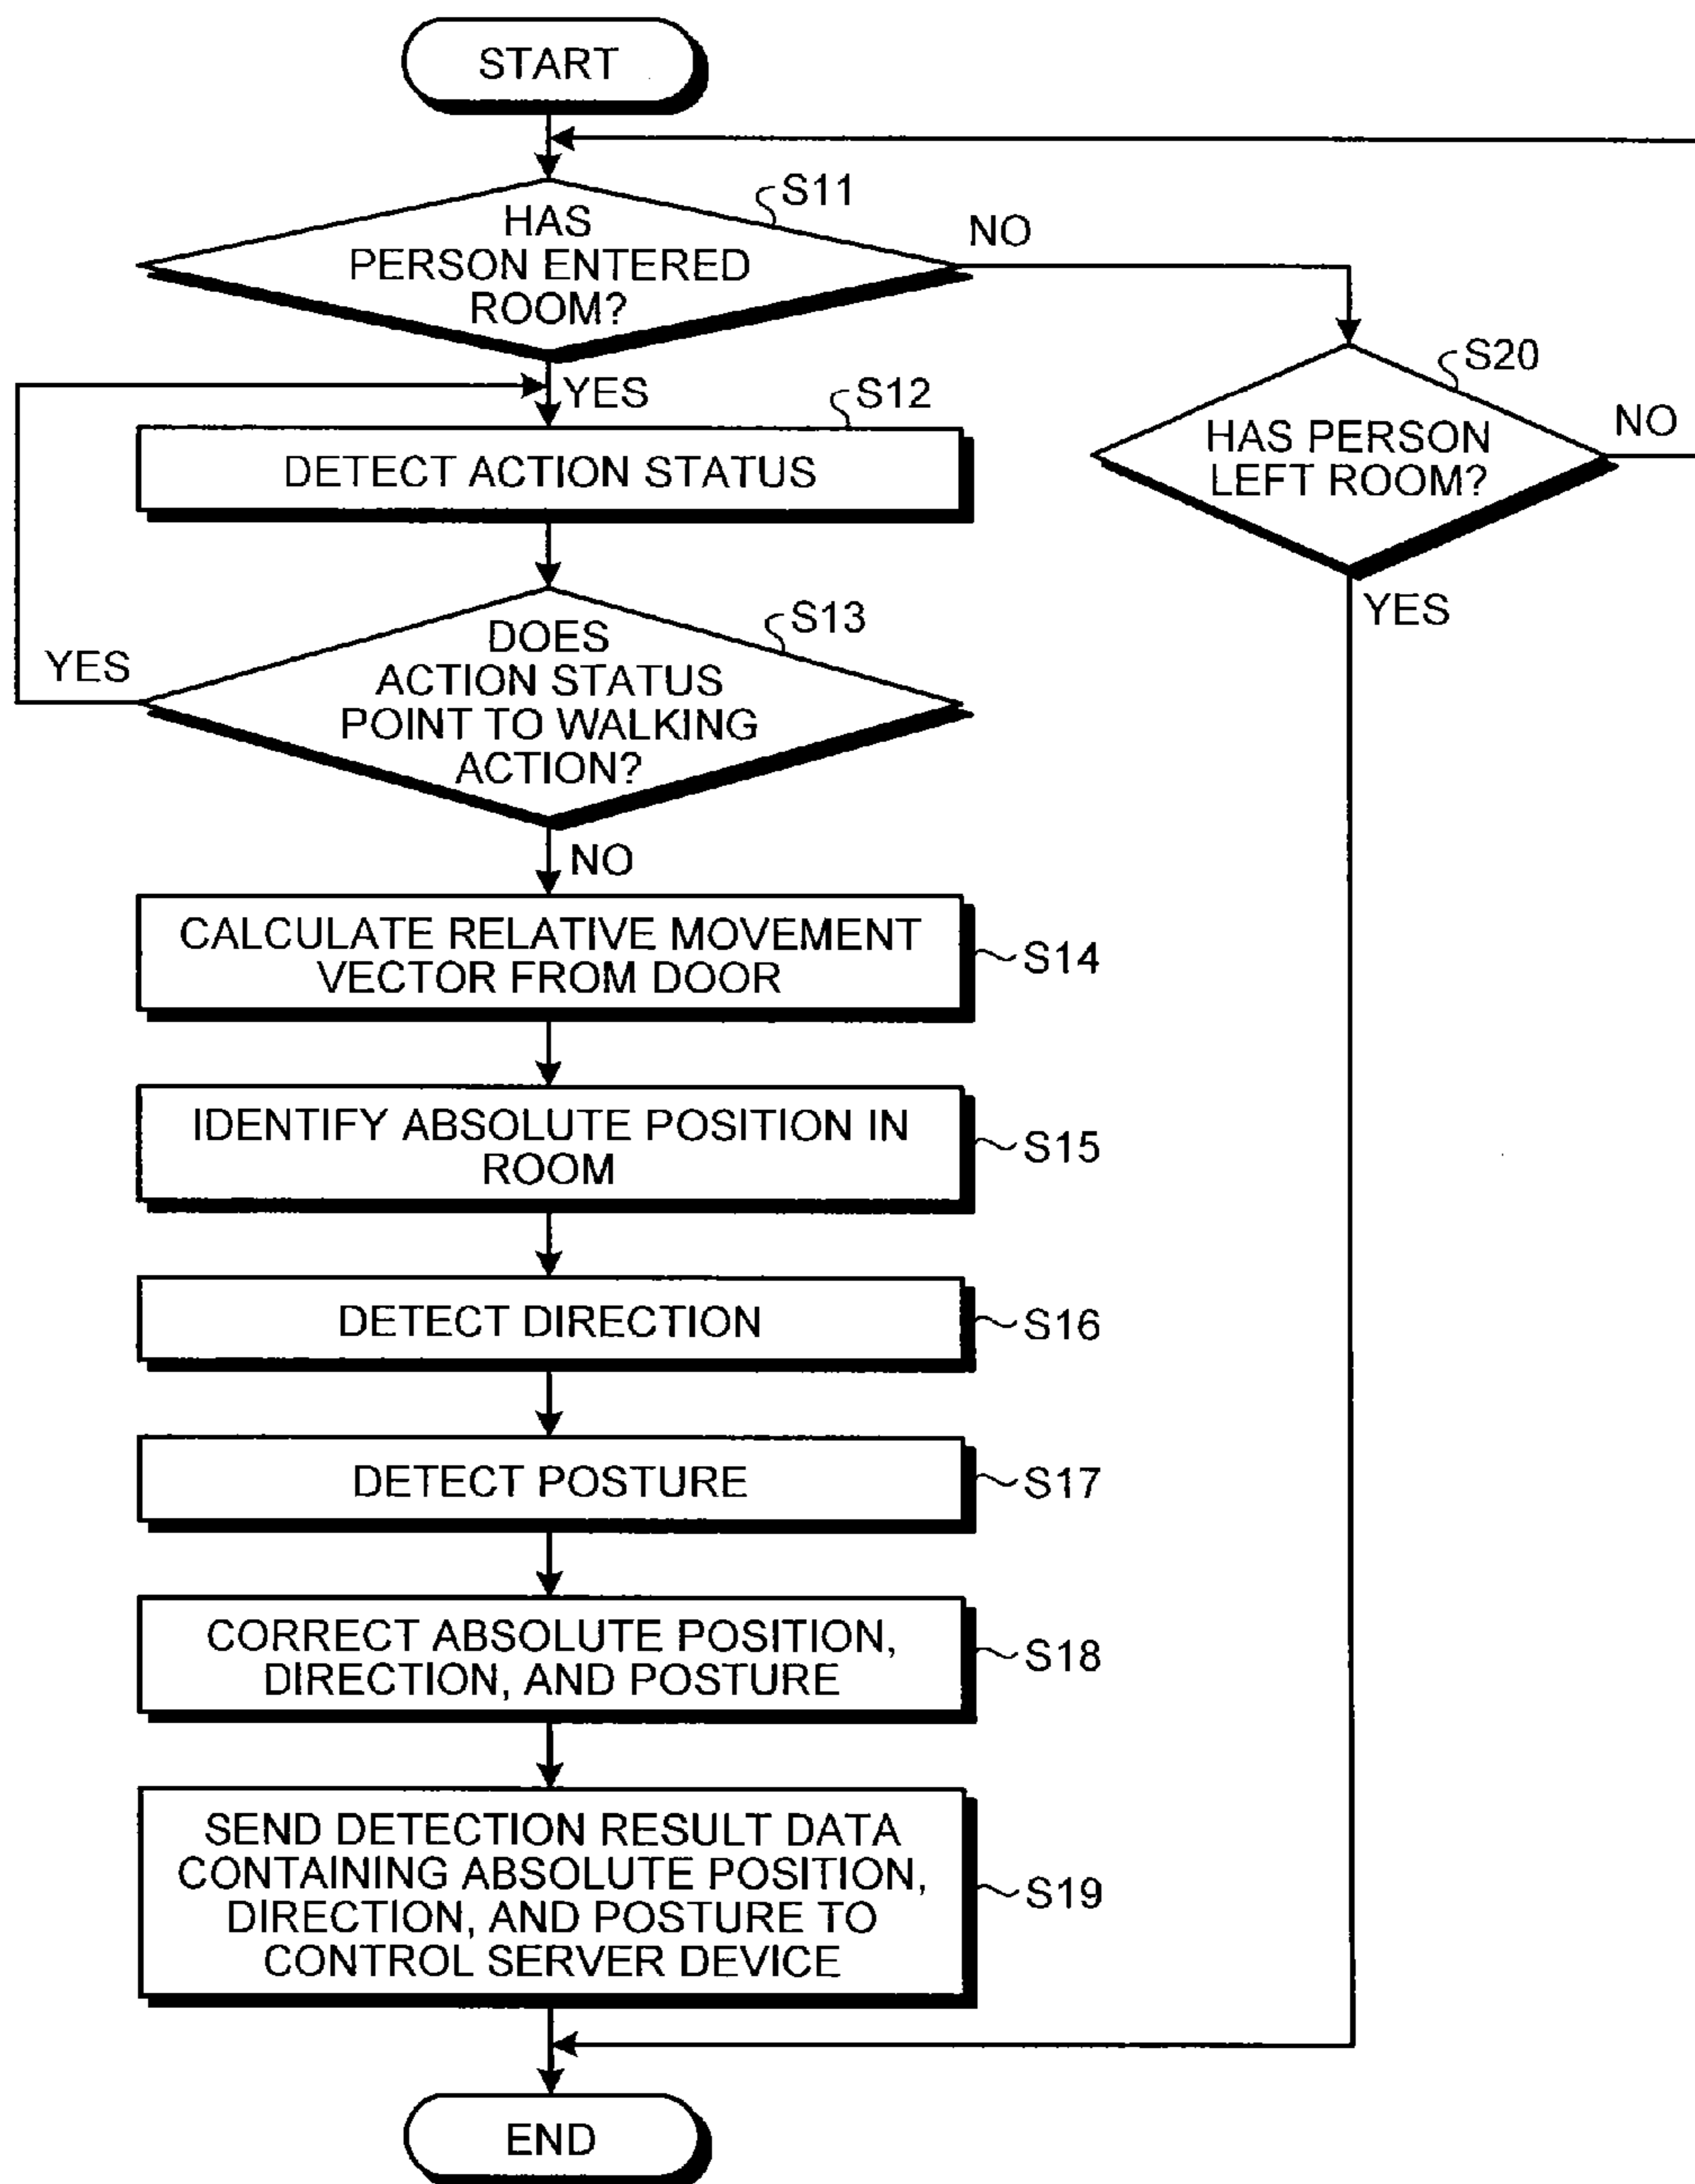 START
S11
HAS
PERSON ENTERED
ROOM?
NO
YES
S20
HAS PERSON
LEFT ROOM?
NO
YES
S12
DETECT ACTION STATUS
S13
DOES
ACTION STATUS
POINT TO WALKING
ACTION?
YES
NO
CALCULATE RELATIVE MOVEMENT
VECTOR FROM DOOR
S14
IDENTIFY ABSOLUTE POSITION IN
ROOM
S15
DETECT DIRECTION
S16
DETECT POSTURE
S17
CORRECT ABSOLUTE POSITION,
DIRECTION, AND POSTURE
S18
SEND DETECTION RESULT DATA
CONTAINING ABSOLUTE POSITION,
DIRECTION, AND POSTURE TO
CONTROL SERVER DEVICE
S19
END